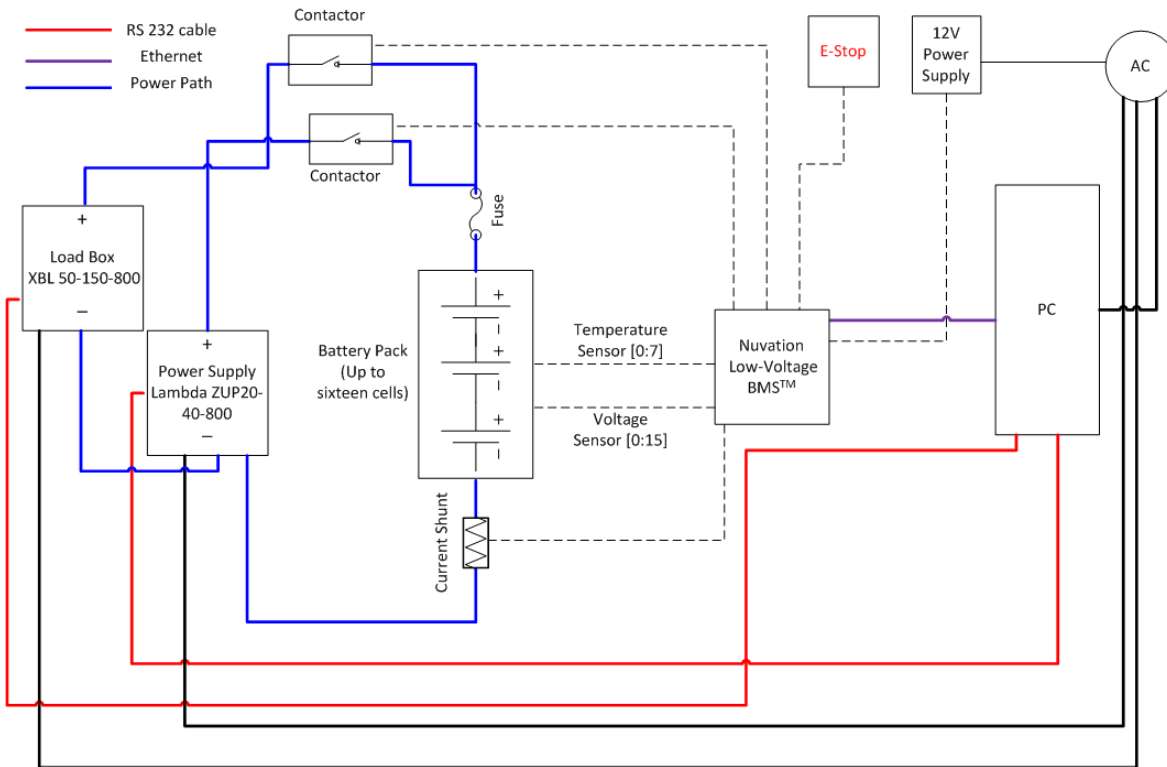 RS 232 cable
Ethernet
Power Path
Contactor
Contactor
E-Stop
12V
Power
Supply
AC
+
Load Box
XBL 50-150-800
–
+
Power Supply
Lambda ZUP20-
40-800
–
Fuse
Battery Pack
(Up to
sixteen cells)
+
–
+
–
+
–
Temperature
Sensor [0:7]
Voltage
Sensor [0:15]
Nuvation
Low-Voltage
BMS™
PC
Current Shunt